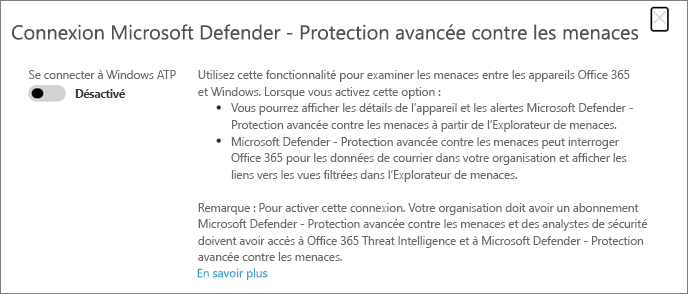 Connexion Microsoft Defender - Protection avancée contre les menaces
Se connecter à Windows ATP
Désactivé
Utilisez cette fonctionnalité pour examiner les menaces entre les appareils Office 365
et Windows. Lorsque vous activez cette option :
• Vous pourrez afficher les détails de l'appareil et les alertes Microsoft Defender -
Protection avancée contre les menaces à partir de l'Explorateur de menaces.
• Microsoft Defender - Protection avancée contre les menaces peut interroger
Office 365 pour les données de courrier dans votre organisation et afficher les
liens vers les vues filtrées dans l'Explorateur de menaces.
Remarque : Pour activer cette connexion. Votre organisation doit avoir un abonnement
Microsoft Defender - Protection avancée contre les menaces et des analystes de sécurité
doivent avoir accès à Office 365 Threat Intelligence et à Microsoft Defender - Protection
avancée contre les menaces.
En savoir plus